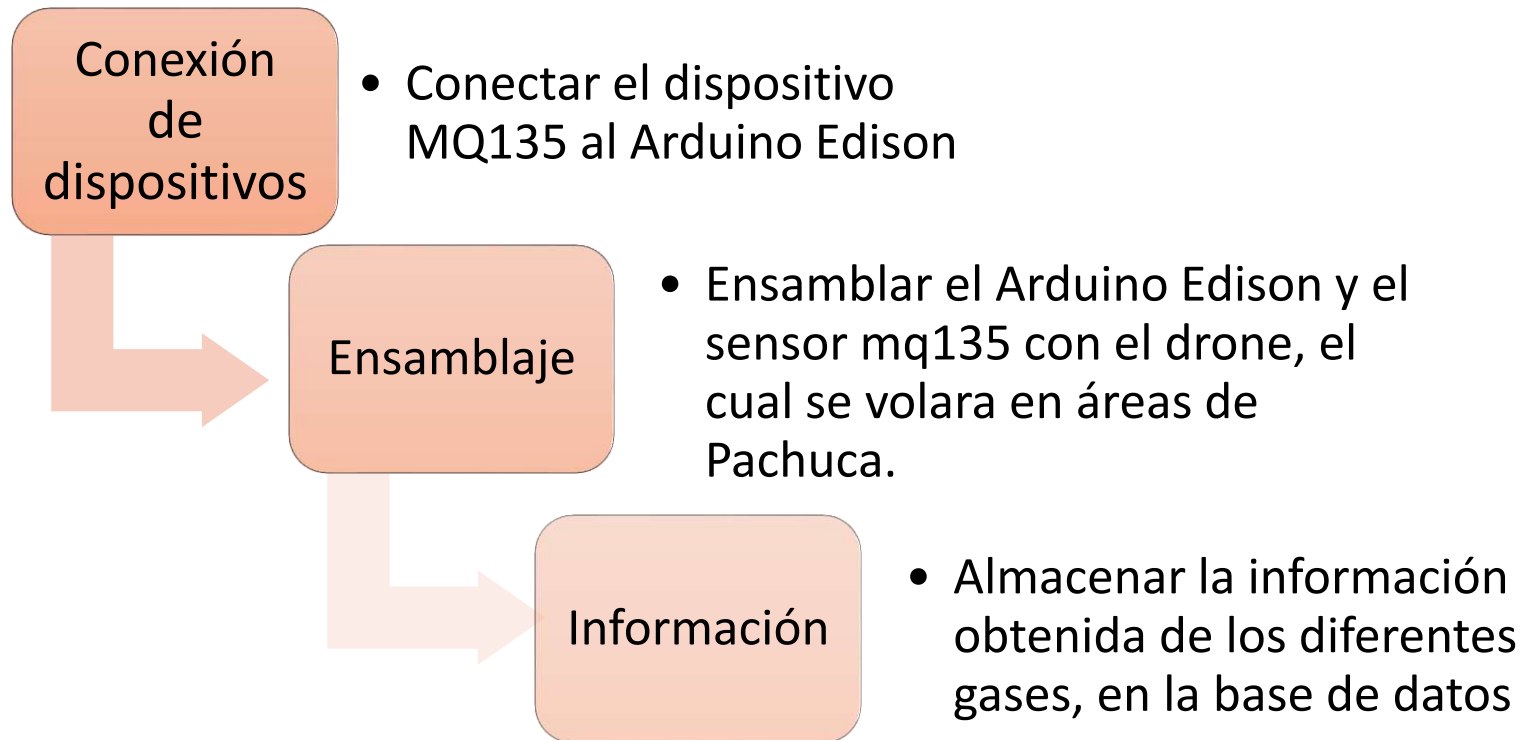 Conexión
de
dispositivos
• Conectar el dispositivo
MQ135 al Arduino Edison
Ensamblaje
• Ensamblar el Arduino Edison y el
sensor mq135 con el drone, el
cual se volara en áreas de
Pachuca.
Información
• Almacenar la información
obtenida de los diferentes
gases, en la base de datos